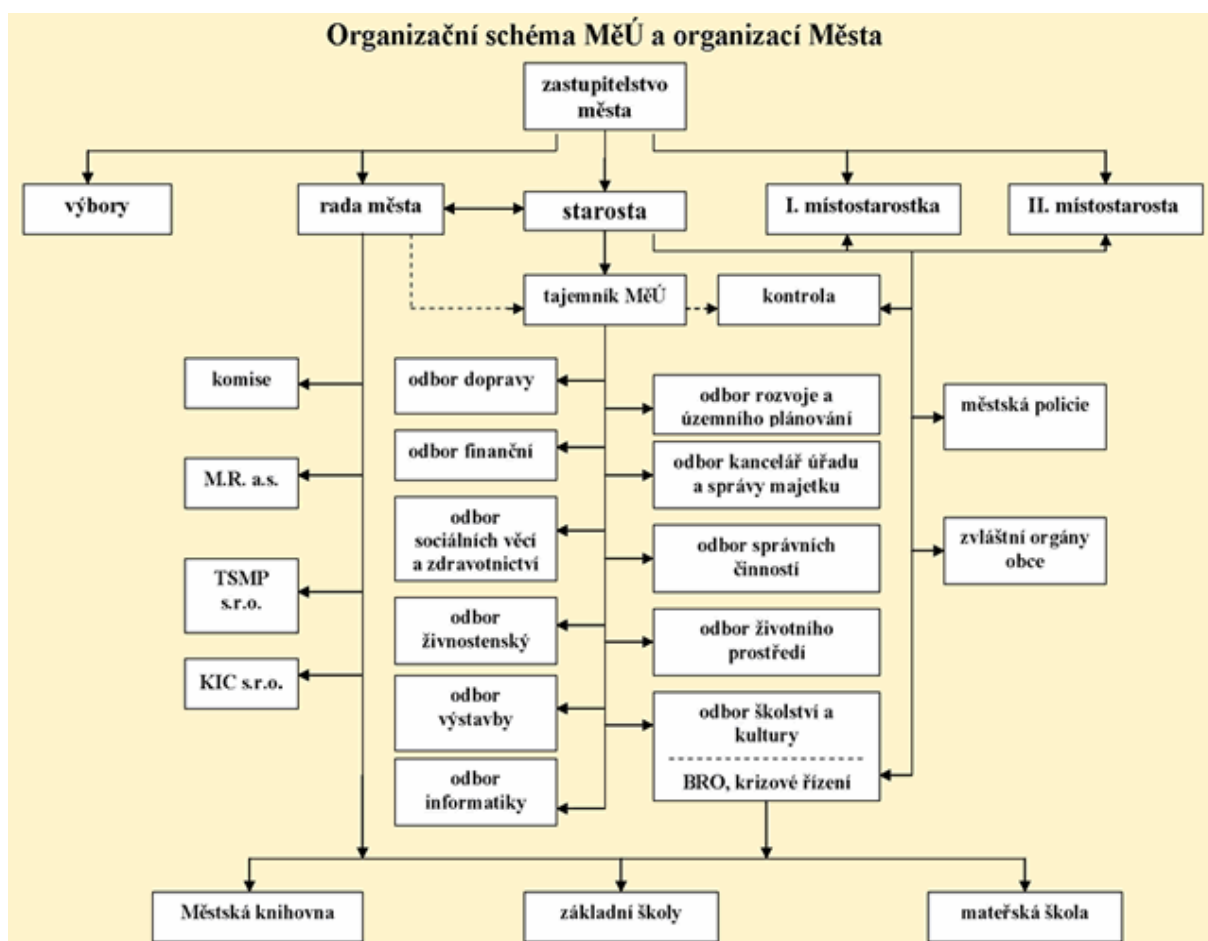 Organizační schéma MěÚ a organizací Města
zastupitelstvo
města
výbory
rada města
starosta
I. místostarostka
II. místostarosta
tajemník MěÚ
kontrola
komise
odbor dopravy
odbor rozvoje a
územního plánování
městská policie
odbor finanční
M.R. a.s.
odbor kancelář úřadu
a správy majetku
odbor
sociálních věcí
a zdravotnictví
odbor správních
činností
zvláštní orgány
obce
TSMP
s.r.o.
odbor
živnostenský
odbor životního
prostředí
KIC s.r.o.
odbor
výstavby
odbor školství a
kultury
BRO, krizové řízení
odbor
informatiky
Městská knihovna
základní školy
mateřská škola